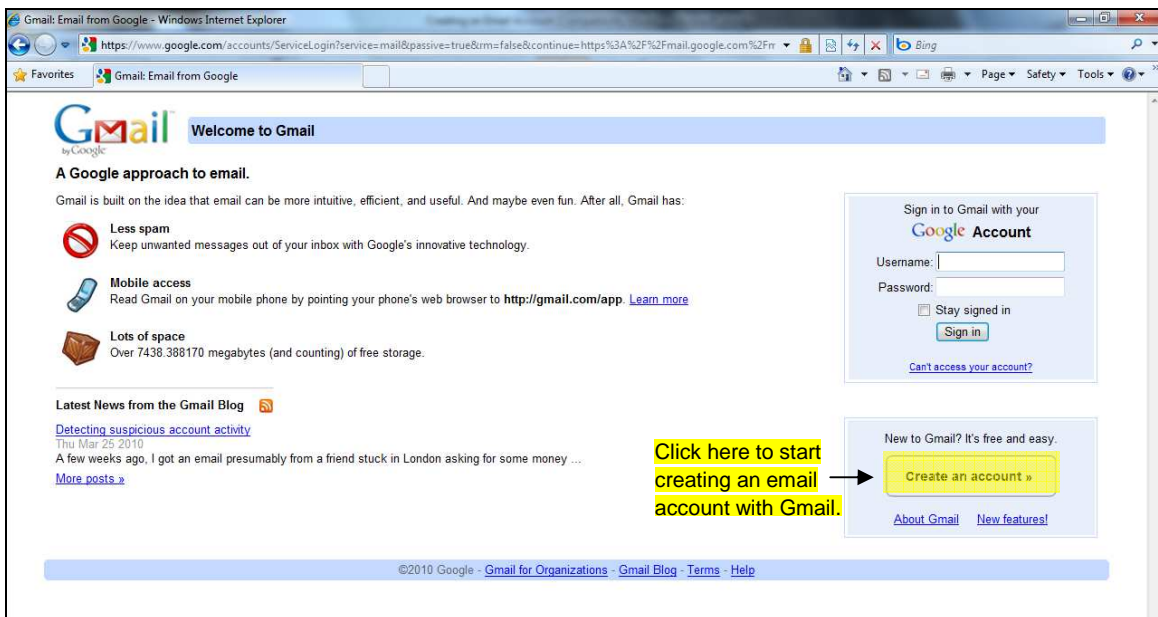 Gmail: Email from Google - Windows Internet Explorer
https://www.google.com/accounts/ServiceLogin?service=mail&passive=true&rm=false&continue=https%3A%2F%2Fmail.google.com%2Fm
Bing
Favorites
Gmail: Email from Google
Page
Safety
Tools
Gmail
by Google
Welcome to Gmail
A Google approach to email.
Gmail is built on the idea that email can be more intuitive, efficient, and useful. And maybe even fun. After all, Gmail has:
Less spam
Keep unwanted messages out of your inbox with Google's innovative technology.
Mobile access
Read Gmail on your mobile phone by pointing your phone's web browser to http://gmail.com/app. Learn more
Lots of space
Over 7438.388170 megabytes (and counting) of free storage.
Latest News from the Gmail Blog
Detecting suspicious account activity
Thu Mar 25 2010
A few weeks ago, I got an email presumably from a friend stuck in London asking for some money ...
More posts »
Sign in to Gmail with your
Google Account
Username:
Password:
Stay signed in
Sign in
Can't access your account?
Click here to start
creating an email
account with Gmail.
New to Gmail? It's free and easy.
Create an account »
About Gmail New features!
©2010 Google - Gmail for Organizations - Gmail Blog - Terms - Help